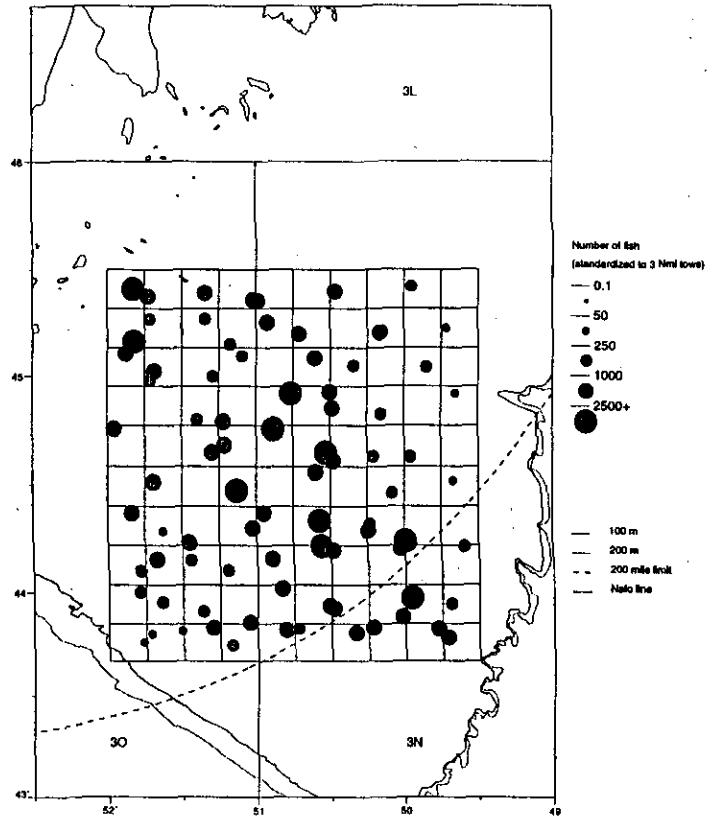 3L
46
Number of fish
(standardized to 3 Nmi tows)
0.1
50
250
1000
2500+
45
100 m
200 m
200 mile limit
Nafo line
44
3O
3N
43
52
51
50
49